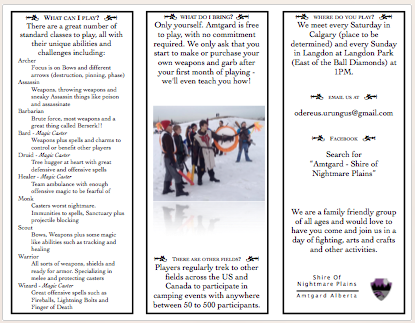 WHAT CAN I PLAY?
There are a great number of
standard classes to play, all with
their unique abilities and
challenges including:
Archer
Focus is on Bows and different
arrows (destruction, pinning, phase)
Assassin
Weapons, throwing weapons and
sneaky Assassin things like poison
and assassinate
Barbarian
Brute force, most weapons and a
great thing called Berserk!!
Bard - Magic Caster
Weapons plus spells and charms to
control or benefit other players
Druid - Magic Caster
Tree hugger at heart with great
defensive and offensive spells
Healer - Magic Caster
Team ambulance with enough
offensive magic to be fearful of
Monk
Casters worst nightmare.
Immunities to spells, Sanctuary plus
projectile blocking
Scout
Bows, Weapons plus some magic
like abilities such as tracking and
healing
Warrior
All sorts of weapons, shields and
ready for armor. Specializing in
melee and protecting casters
Wizard - Magic Caster
Great offensive spells such as
Fireballs, Lightning Bolts and
Finger of Death
WHAT DO I BRING?
Only yourself. Amtgard is free
to play, with no commitment
required. We only ask that you
start to make or purchase your
own weapons and garb after
your first month of playing -
we'll even teach you how!
THERE ARE OTHER FIELDS?
Players regularly trek to other
fields across the US and
Canada to participate in
camping events with anywhere
between 50 to 500 participants.
WHERE DO YOU PLAY?
We meet every Saturday in
Calgary (place to be
determined) and every Sunday
in Langdon at Langdon Park
(East of the Ball Diamonds) at
1PM.
EMAIL US AT
odereus.urungus@gmail.com
FACEBOOK
Search for
"Amtgard - Shire of
Nightmare Plains"
We are a family friendly group
of all ages and would love to
have you come and join us in a
day of fighting, arts and crafts
and other activities.
Shire Of
Nightmare Plains
Amtgard Alberta